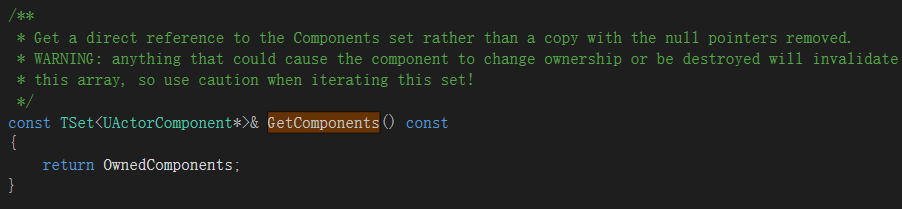 /**
* Get a direct reference to the Components set rather than a copy with the null pointers removed.
* WARNING: anything that could cause the component to change ownership or be destroyed will invalidate
* this array, so use caution when iterating this set!
*/
const TSet<UActorComponent*>& GetComponents() const
{
return OwnedComponents;
}